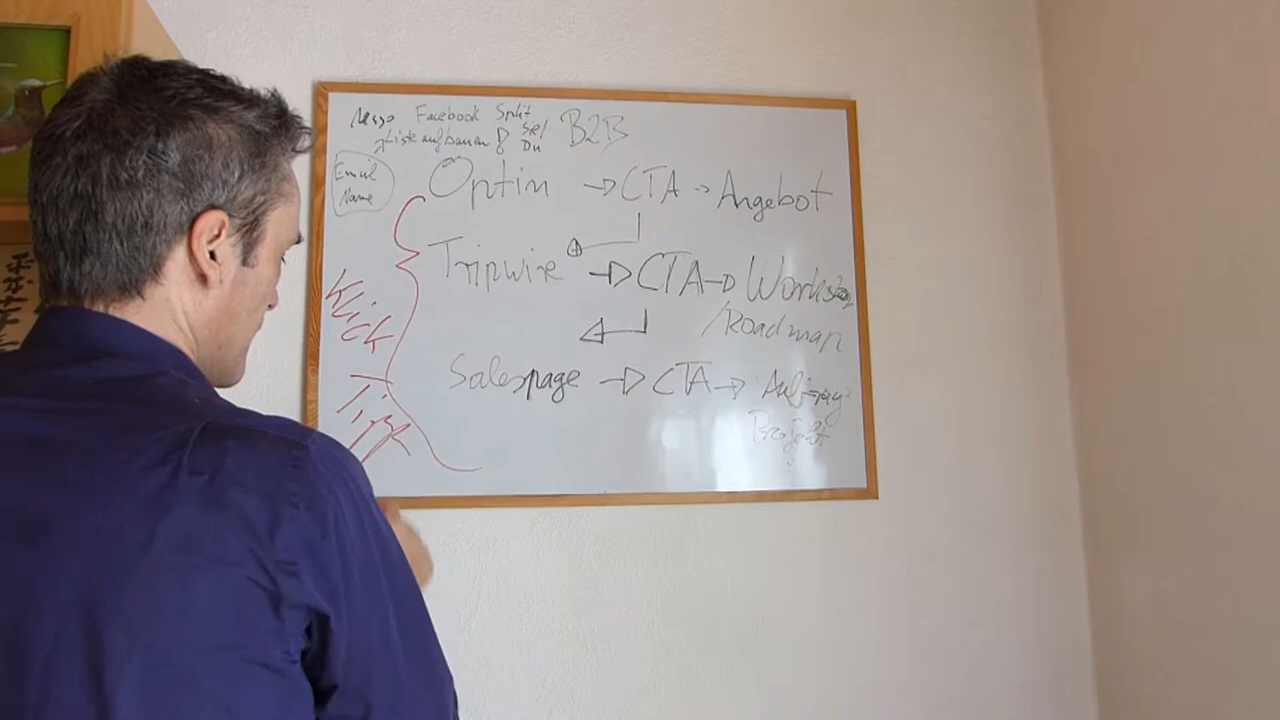 Facebook Split
Liste aufbauen Sie/
Du
B2B
Email
Name
Optin → CTA → Angebot
Tripwire → CTA → Workshop
/Roadmap
Salespage → CTA →
Projekt
Klick
Tipp